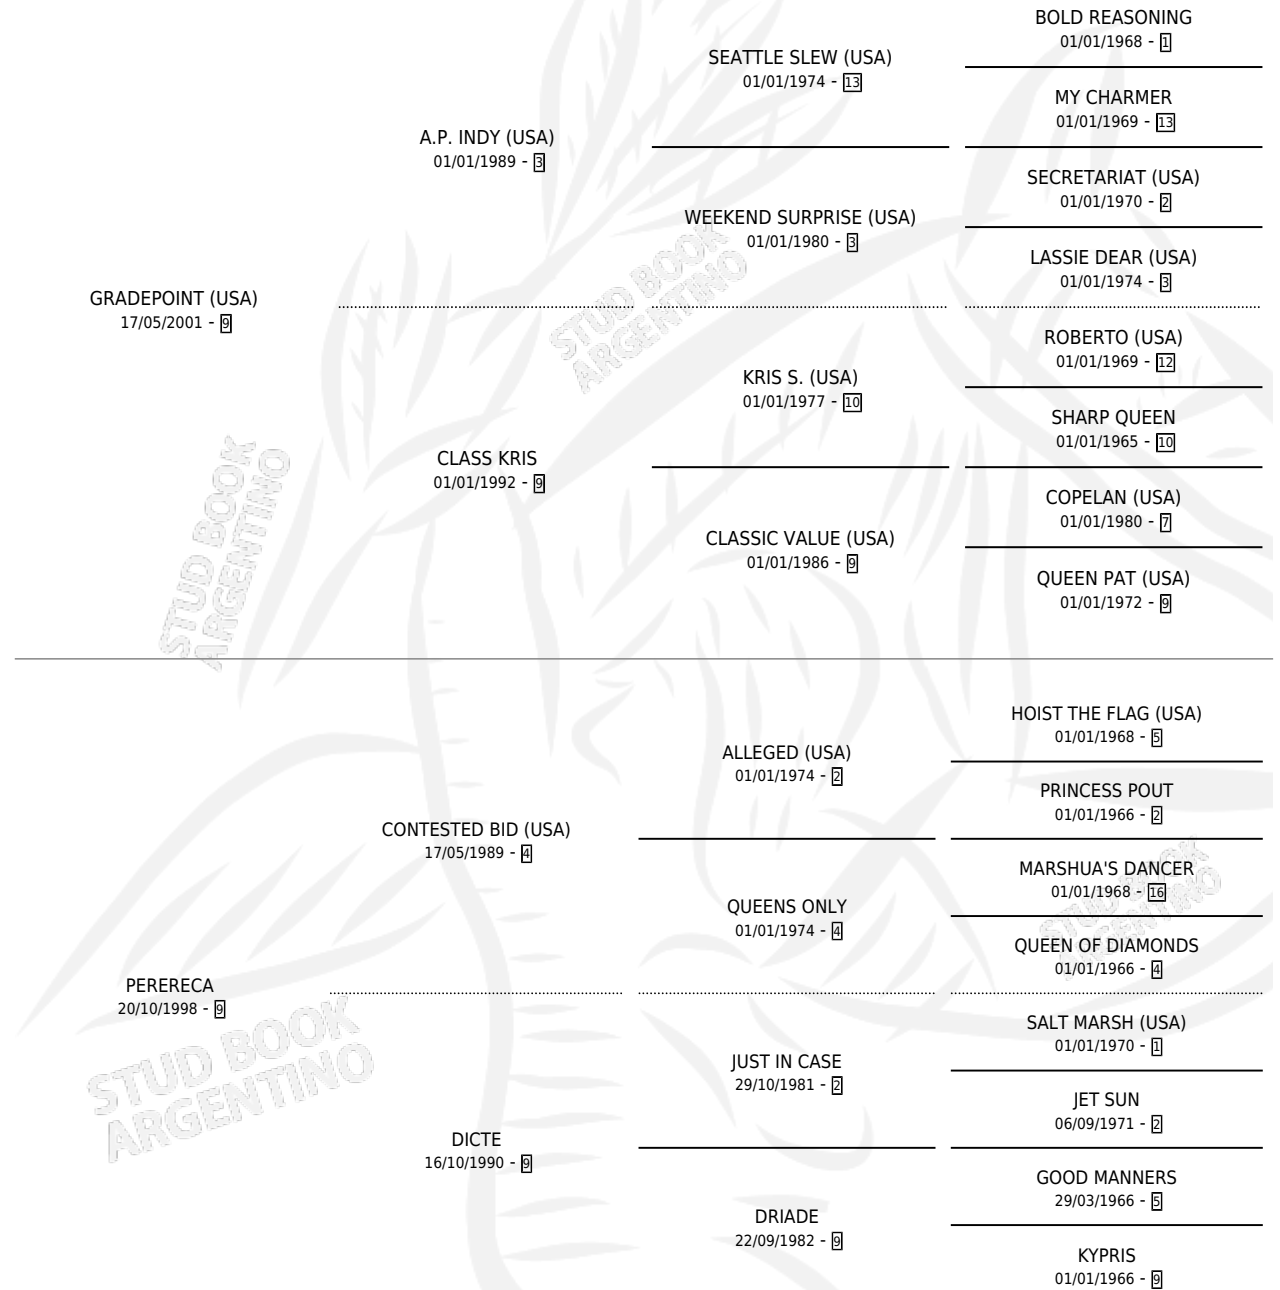 BOLD REASONING
01/01/1968 - 1
SEATTLE SLEW (USA)
01/01/1974 - 13
MY CHARMER
01/01/1969 - 13
A.P. INDY (USA)
01/01/1989 - 3
SECRETARIAT (USA)
01/01/1970 - 2
WEEKEND SURPRISE (USA)
01/01/1980 - 3
LASSIE DEAR (USA)
01/01/1974 - 3
GRADEPOINT (USA)
17/05/2001 - 9
ROBERTO (USA)
01/01/1969 - 12
KRIS S. (USA)
01/01/1977 - 10
SHARP QUEEN
01/01/1965 - 10
CLASS KRIS
01/01/1992 - 9
COPELAN (USA)
01/01/1980 - 7
CLASSIC VALUE (USA)
01/01/1986 - 9
QUEEN PAT (USA)
01/01/1972 - 9
HOIST THE FLAG (USA)
01/01/1968 - 5
ALLEGED (USA)
01/01/1974 - 2
PRINCESS POUT
01/01/1966 - 2
CONTESTED BID (USA)
17/05/1989 - 4
MARSHUA'S DANCER
01/01/1968 - 16
QUEENS ONLY
01/01/1974 - 4
QUEEN OF DIAMONDS
01/01/1966 - 4
PERERECA
20/10/1998 - 9
SALT MARSH (USA)
01/01/1970 - 1
JUST IN CASE
29/10/1981 - 2
JET SUN
06/09/1971 - 2
DICTE
16/10/1990 - 9
GOOD MANNERS
29/03/1966 - 5
DRIADE
22/09/1982 - 9
KYPRIS
01/01/1966 - 9
STUD BOOK
ARGENTINO
STUD BOOK
ARGENTINO
STUD BOOK
ARGENTINO
STUD BOOK
ARGENTINO